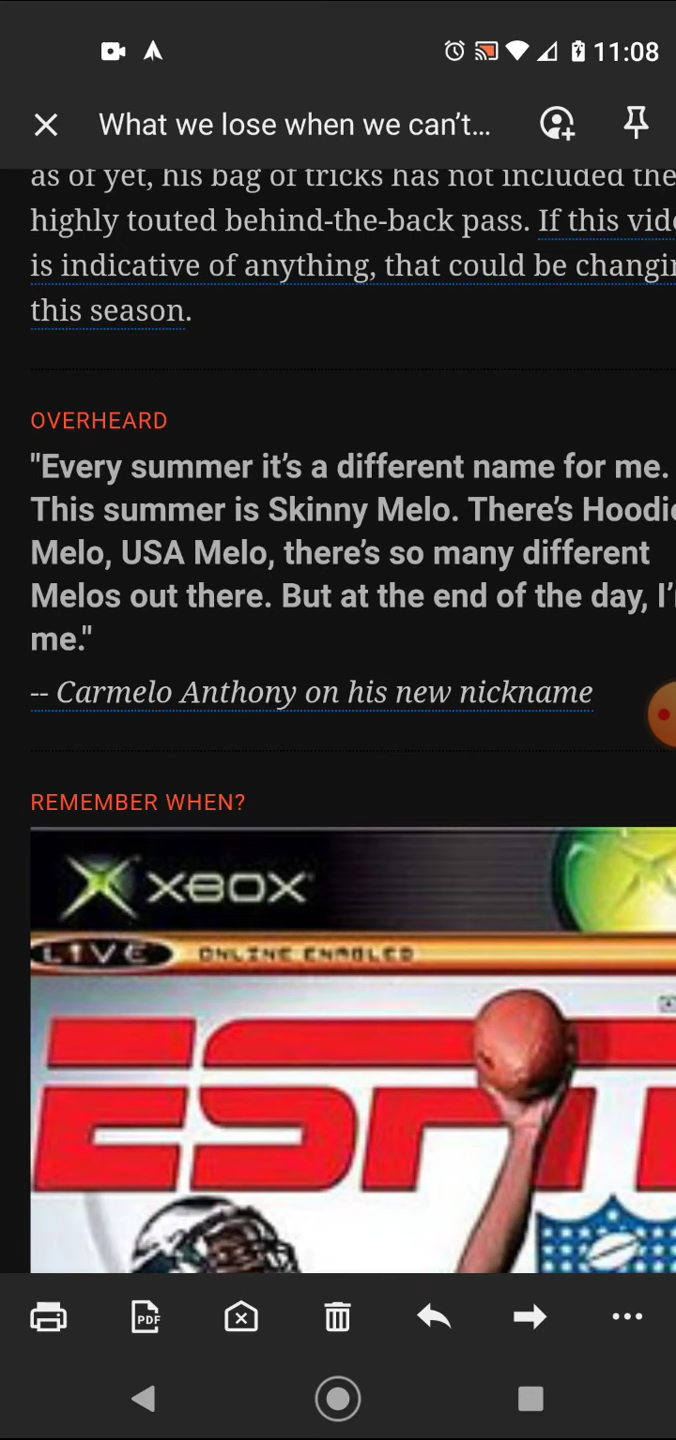 11:08
What we lose when we can’t...
as of yet, his bag of tricks has not included the
highly touted behind-the-back pass. If this
is indicative of anything, that could be
this season.
OVERHEARD
"Every summer it’s a different name for me.
This summer is Skinny Melo. There’s
Melo, USA Melo, there’s so many different
Melos out there. But at the end of the day,
me."
-- Carmelo Anthony on his new nickname
REMEMBER WHEN?
XBOX
LIVE ONLINE ENABLED
ESPN
PDF